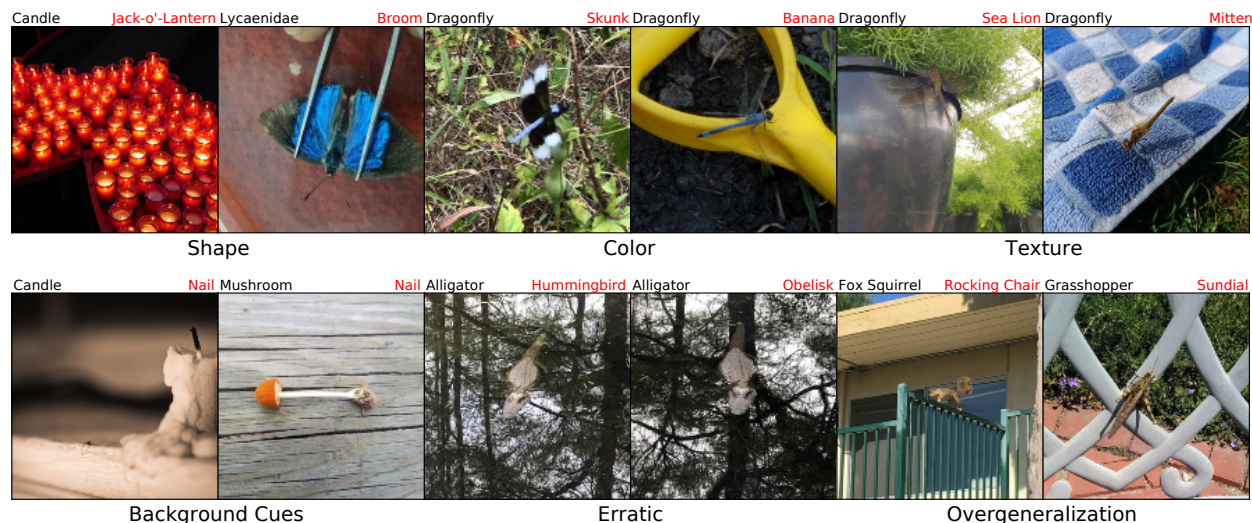 Candle Jack-o'-Lantern Lycaenidae Broom Dragonfly Skunk Dragonfly Banana Dragonfly Sea Lion Dragonfly Mitten
Shape Color Texture
Candle Nail Mushroom Nail Alligator Hummingbird Alligator Obelisk Fox Squirrel Rocking Chair Grasshopper Sundial
Background Cues Erratic Overgeneralization